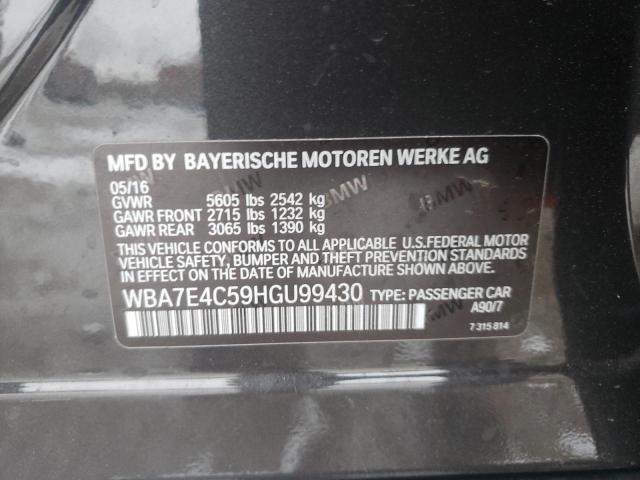 MFD BY BAYERISCHE MOTOREN WERKE AG
05/16
GVWR 5605 lbs 2542 kg
GAWR FRONT 2715 lbs 1232 kg
GAWR REAR 3065 lbs 1390 kg
THIS VEHICLE CONFORMS TO ALL APPLICABLE U.S.FEDERAL MOTOR
VEHICLE SAFETY, BUMPER AND THEFT PREVENTION STANDARDS
IN EFFECT ON THE DATE OF MANUFACTURE SHOWN ABOVE.
WBA7E4C59HGU99430 TYPE: PASSENGER CAR
A90/7
7 315 814
BMW
BMW
BMW